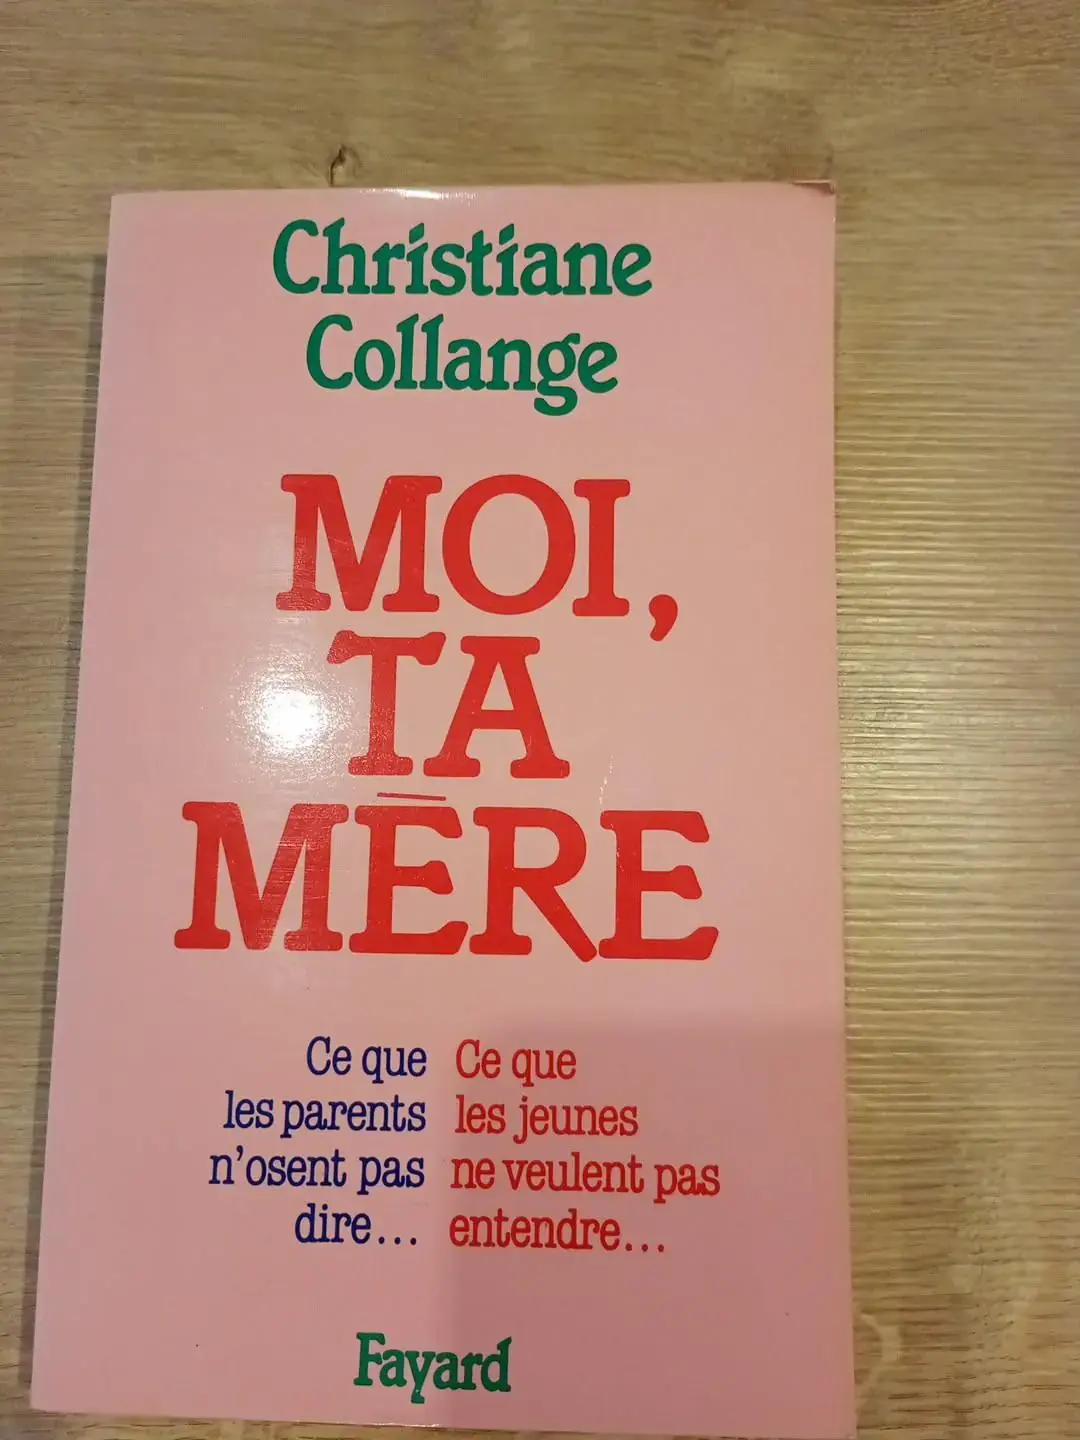 Christiane
Collange
MOI,
TA
MÈRE
Ce que
les parents
n'osent pas
dire...
Ce que
les jeunes
ne veulent pas
entendre...
Fayard